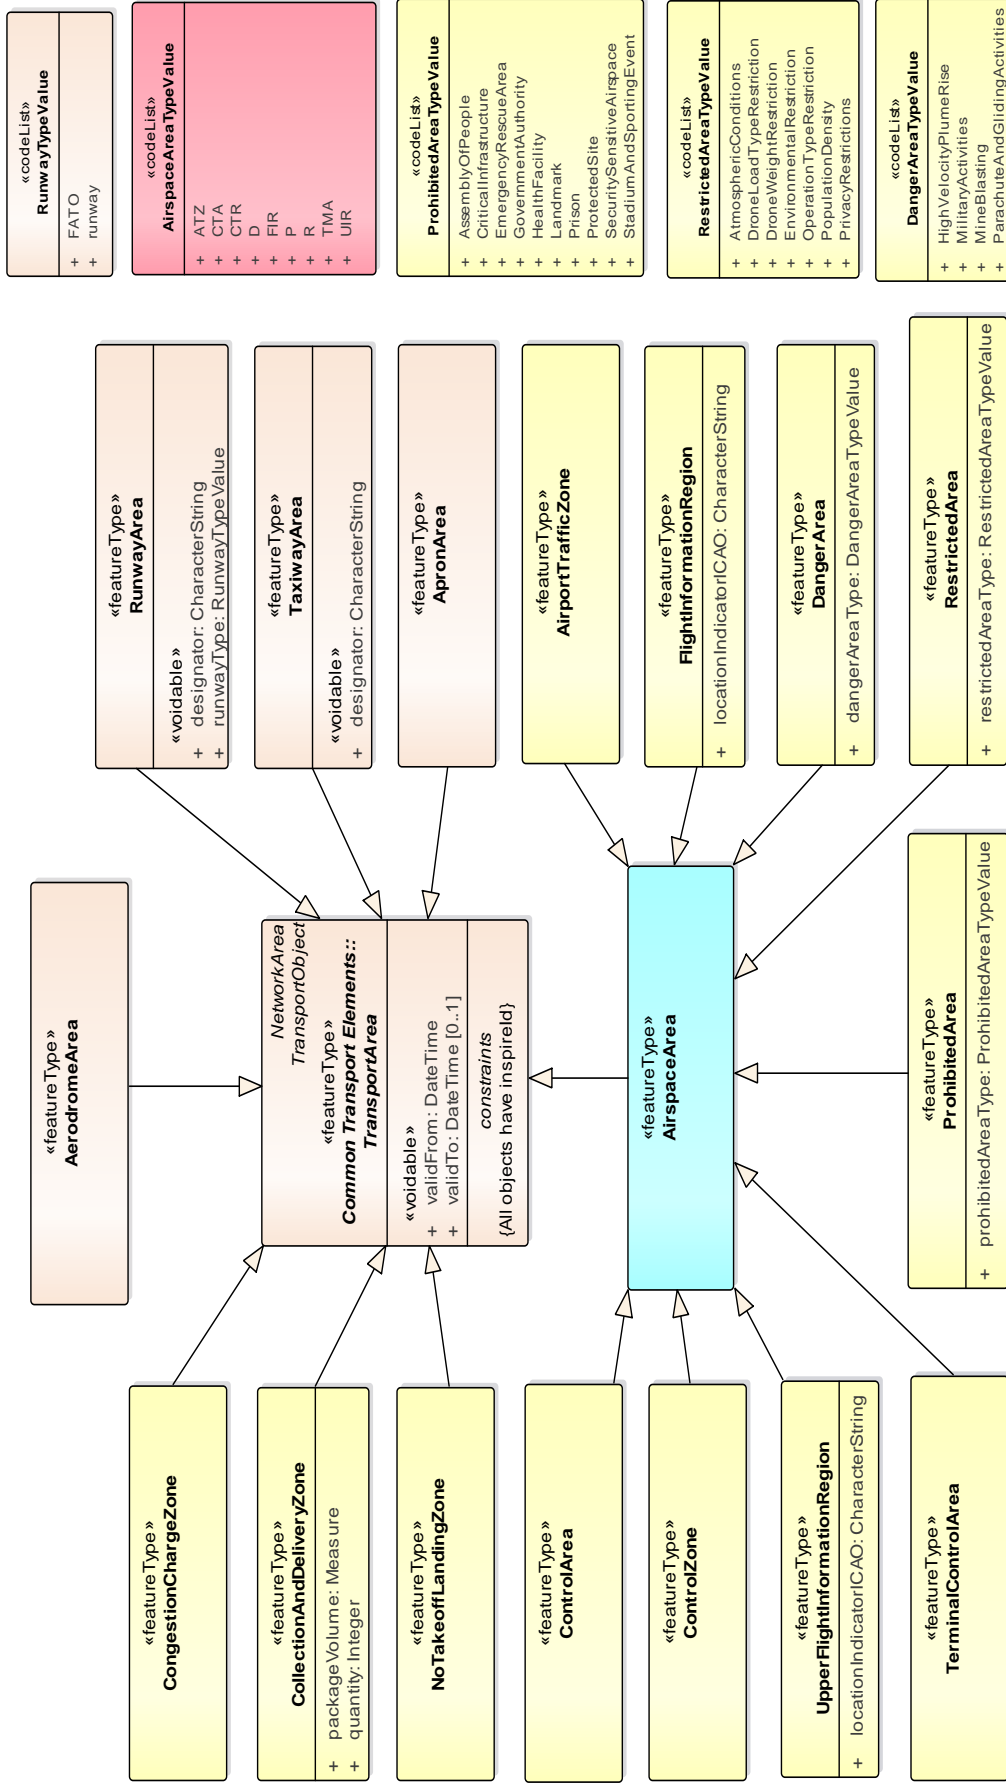 «featureType»
CongestionChargeZone
«featureType»
CollectionAndDeliveryZone
+ packageVolume: Measure
+ quantity: Integer
«featureType»
NoTakeoffLandingZone
«featureType»
ControlArea
«featureType»
ControlZone
«featureType»
UpperFlightInformationRegion
+ locationIndicatorICAO: CharacterString
«featureType»
TerminalControlArea
«featureType»
AerodromeArea
NetworkArea
TransportObject
«featureType»
Common Transport Elements::
TransportArea
«voidable»
+ validFrom: DateTime
+ validTo: DateTime [0..1]
constraints
{All objects have inspireId}
«featureType»
AirspaceArea
«featureType»
ProhibitedArea
+ prohibitedAreaType: ProhibitedAreaTypeValue
«featureType»
RunwayArea
«voidable»
+ designator: CharacterString
+ runwayType: RunwayTypeValue
«featureType»
TaxiwayArea
«voidable»
+ designator: CharacterString
«featureType»
ApronArea
«featureType»
AirportTrafficZone
«featureType»
FlightInformationRegion
+ locationIndicatorICAO: CharacterString
«featureType»
DangerArea
+ dangerAreaType: DangerAreaTypeValue
«featureType»
RestrictedArea
+ restrictedAreaType: RestrictedAreaTypeValue
«codeList»
RunwayTypeValue
+ FATO
+ runway
«codeList»
AirspaceAreaTypeValue
+ ATZ
+ CTA
+ CTR
+ D
+ FIR
+ P
+ R
+ TMA
+ UIR
«codeList»
ProhibitedAreaTypeValue
+ AssemblyOfPeople
+ CriticalInfrastructure
+ EmergencyRescueArea
+ GovernmentAuthority
+ HealthFacility
+ Landmark
+ Prison
+ ProtectedSite
+ SecuritySensitiveAirspace
+ StadiumAndSportingEvent
«codeList»
RestrictedAreaTypeValue
+ AtmosphericConditions
+ DroneLoadTypeRestriction
+ DroneWeightRestriction
+ EnvironmentalRestriction
+ OperationTypeRestriction
+ PopulationDensity
+ PrivacyRestrictions
«codeList»
DangerAreaTypeValue
+ HighVelocityPlumeRise
+ MilitaryActivities
+ MineBlasting
+ ParachuteAndGlidingActivities